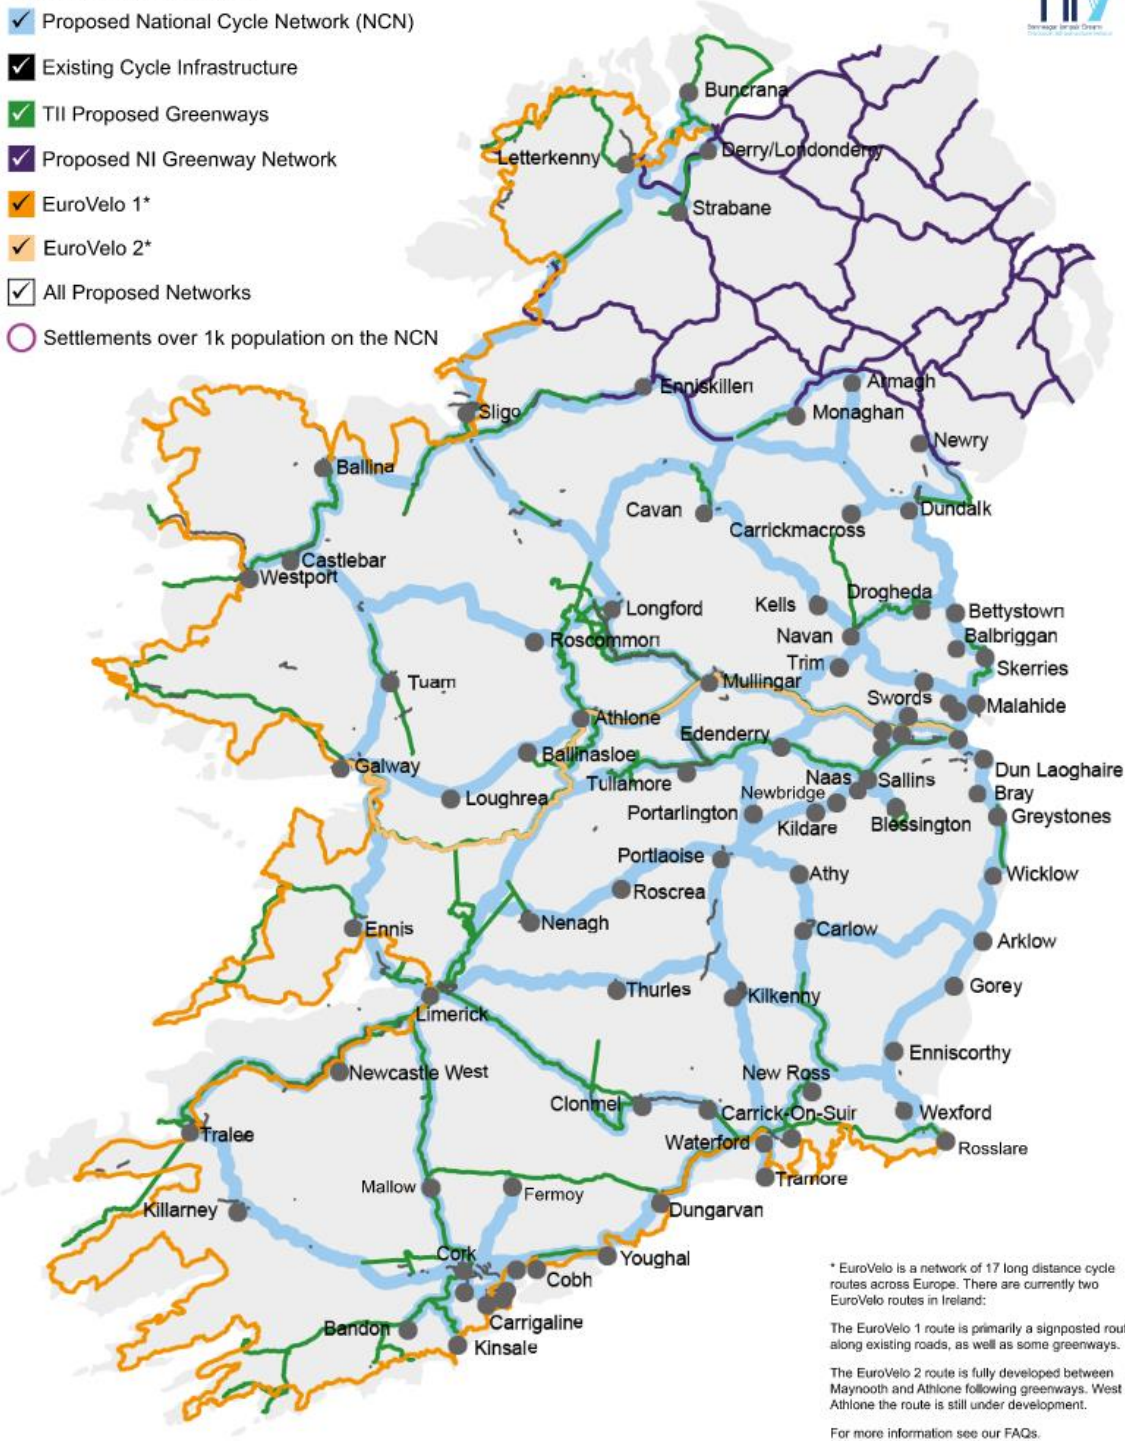 Proposed National Cycle Network (NCN)
Existing Cycle Infrastructure
TII Proposed Greenways
Proposed NI Greenway Network
EuroVelo 1*
EuroVelo 2*
All Proposed Networks
Settlements over 1k population on the NCN
Buncrana
Letterkenny
Derry/Londonderry
Strabane
Enniskillen
Armagh
Sligo
Monaghan
Newry
Ballina
Cavan
Carrickmacross
Dundalk
Castlebar
Westport
Longford
Kells
Drogheda
Bettystown
Roscommon
Navan
Balbriggan
Trim
Skerries
Tuam
Mullingar
Swords
Malahide
Athlone
Edenderry
Ballinasloe
Galway
Tullamore
Naas
Sallins
Dun Laoghaire
Loughrea
Newbridge
Bray
Portarlington
Kildare
Blessington
Greystones
Portlaoise
Roscrea
Athy
Wicklow
Ennis
Nenagh
Carlow
Arklow
Thurles
Kilkenny
Gorey
Limerick
Enniscorthy
Newcastle West
New Ross
Clonmel
Carrick-On-Suir
Wexford
Tralee
Waterford
Rosslare
Tramore
Mallow
Fermoy
Killarney
Dungarvan
Cork
Youghal
Cobh
Carrigaline
Bandon
Kinsale
* EuroVelo is a network of 17 long distance cycle
routes across Europe. There are currently two
EuroVelo routes in Ireland:
The EuroVelo 1 route is primarily a signposted rout
along existing roads, as well as some greenways.
The EuroVelo 2 route is fully developed between
Maynooth and Athlone following greenways. West
Athlone the route is still under development.
For more information see our FAQs.